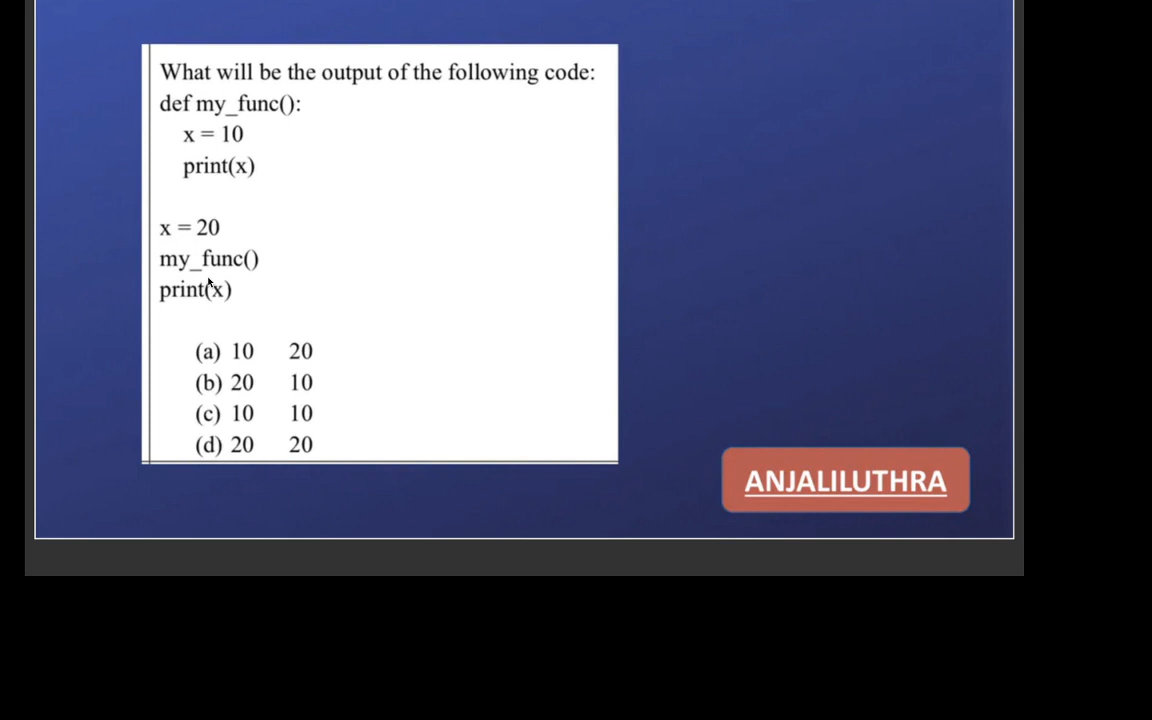 What will be the output of the following code:
def my_func():
    x = 10
    print(x)

x = 20
my_func()
print(x)

(a) 10 20
(b) 20 10
(c) 10 10
(d) 20 20
ANJALILUTHRA